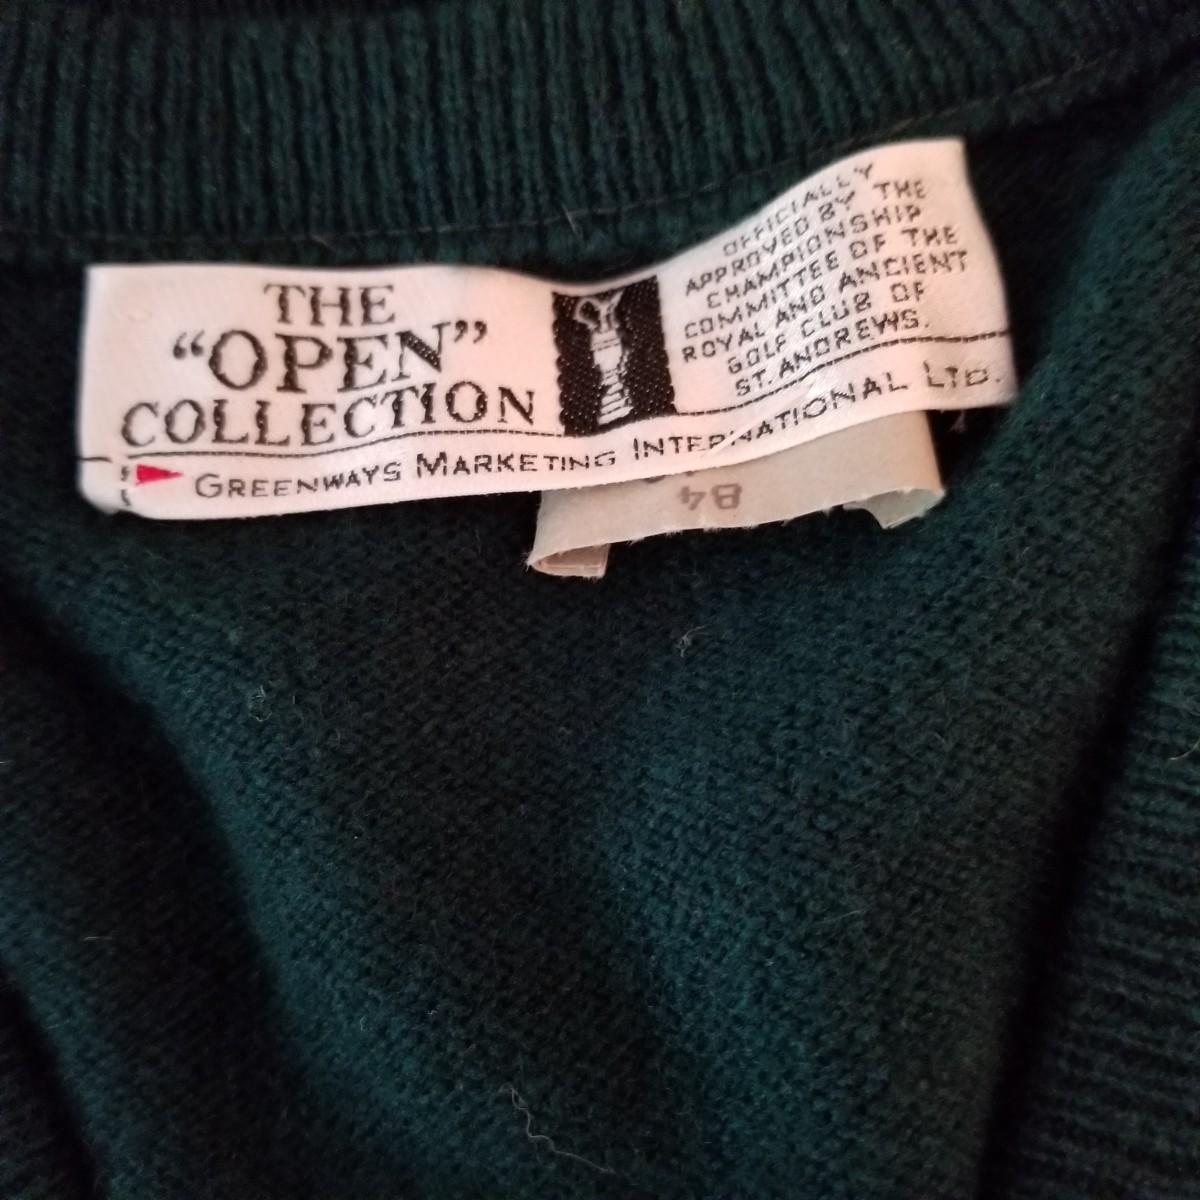 THE
“OPEN”
COLLECTION
OFFICIALLY
APPROVED BY THE
CHAMPIONSHIP
COMMITTEE OF THE
ROYAL AND ANCIENT
GOLF CLUB OF
ST. ANDREWS.
GREENWAYS MARKETING INTERNATIONAL LTD.
B4